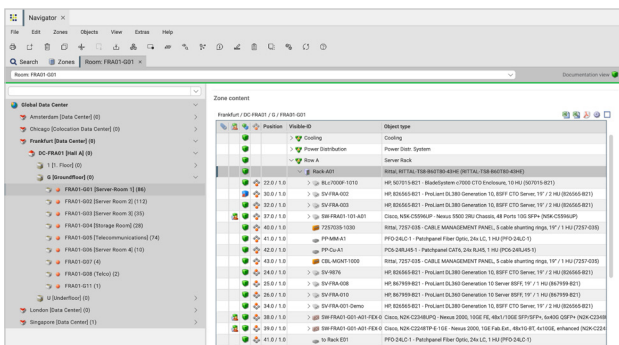 Navigator ×
File Edit Zones Objects View Extras Help
Search Zones Room: FRA01-G01 ×
Room: FRA01-G01
Documentation view
Zone content
Global Data Center
Amsterdam [Data Center] (0)
Chicago [Colocation Data Center] (0)
Frankfurt [Data Center] (0)
DC-FRA01 [Hall A] (0)
1 [1. Floor] (0)
G [Groundfloor] (0)
FRA01-G01 [Server-Room 1] (86)
FRA01-G02 [Server Room 2] (112)
FRA01-G03 [Server Room 3] (35)
FRA01-G04 [Storage Room] (28)
FRA01-G05 [Telecommunications] (74)
FRA01-G06 [Server Room 4] (10)
FRA01-G07 (4)
FRA01-G08 (Telco) (2)
FRA01-G11 (1)
U [Underfloor] (0)
London [Data Center] (0)
Singapore [Data Center] (1)
Frankfurt / DC-FRA01 / G / FRA01-G01
Position Visible-ID Object type
Cooling Cooling
Power Distribution Power Distr. System
Row A Server Rack
Rack-A01 Rittal, RITTAL-TS8-860T80-43HE (RITTAL-TS8-860T80-43HE)
22.0 / 1.0 BLc7000F-1010 HP, 507015-B21 - BladeSystem c7000 CTO Enclosure, 10 HU (507015-B21)
30.0 / 1.0 SV-FRA-002 HP, 826565-B21 - ProLiant DL380 Generation 10, 8SFF CTO Server, 19" / 2 HU (826565-B21)
32.0 / 1.0 SV-FRA-003 HP, 826565-B21 - ProLiant DL380 Generation 10, 8SFF CTO Server, 19" / 2 HU (826565-B21)
37.0 / 1.0 SW-FRA01-101-A01 Cisco, N5K-C5596UP - Nexus 5500 2RU Chassis, 48 Ports 10G SFP+ (N5K-C5596UP)
40.0 / 1.0 7257035-1030 Rittal, 7257-035 - CABLE MANAGEMENT PANEL, 5 cable shunting rings, 19" / 1 HU (7257-035)
41.0 / 1.0 PP-MM-A1 PFO-24LC-1 - Patchpanel Fiber Optic, 24x LC, 1 HU (PFO-24LC-1)
42.0 / 1.0 PP-Cu-A1 PC6-24RJ45-1 - Patchpanel CAT6, 24x RJ45, 1 HU (PC6-24RJ45-1)
43.0 / 1.0 CBL-MGNT-1000 Rittal, 7257-035 - CABLE MANAGEMENT PANEL, 5 cable shunting rings, 19" / 1 HU (7257-035)
24.0 / 1.0 SV-9876 HP, 826565-B21 - ProLiant DL380 Generation 10, 8SFF CTO Server, 19" / 2 HU (826565-B21)
25.0 / 1.0 SV-FRA-008 HP, 867959-B21 - ProLiant DL360 Generation 10 Server 8SFF, 19" / 1 HU (867959-B21)
26.0 / 1.0 SV-FRA-010 HP, 867959-B21 - ProLiant DL360 Generation 10 Server 8SFF, 19" / 1 HU (867959-B21)
34.0 / 1.0 SV-FRA-001-Demo HP, 826565-B21 - ProLiant DL380 Generation 10, 8SFF CTO Server, 19" / 2 HU (826565-B21)
38.0 / 1.0 SW-FRA01-G01-A01-FEX-0 Cisco, N2K-C2348UPQ - Nexus 2000, 10GE FE, 48x1/10GE SFP/SFP+, 6x40G QSFP+ (N2K-C2348
39.0 / 1.0 SW-FRA01-G01-A01-FEX-0 Cisco, N2K-C2248TP-E-1GE - Nexus 2000, 1GE Fab.Ext., 48x1G-BT, 4x10GE, enhanced (N2K-C224
41.0 / 1.0 to Rack E01 PFO-24LC-1 - Patchpanel Fiber Optic, 24x LC, 1 HU (PFO-24LC-1)